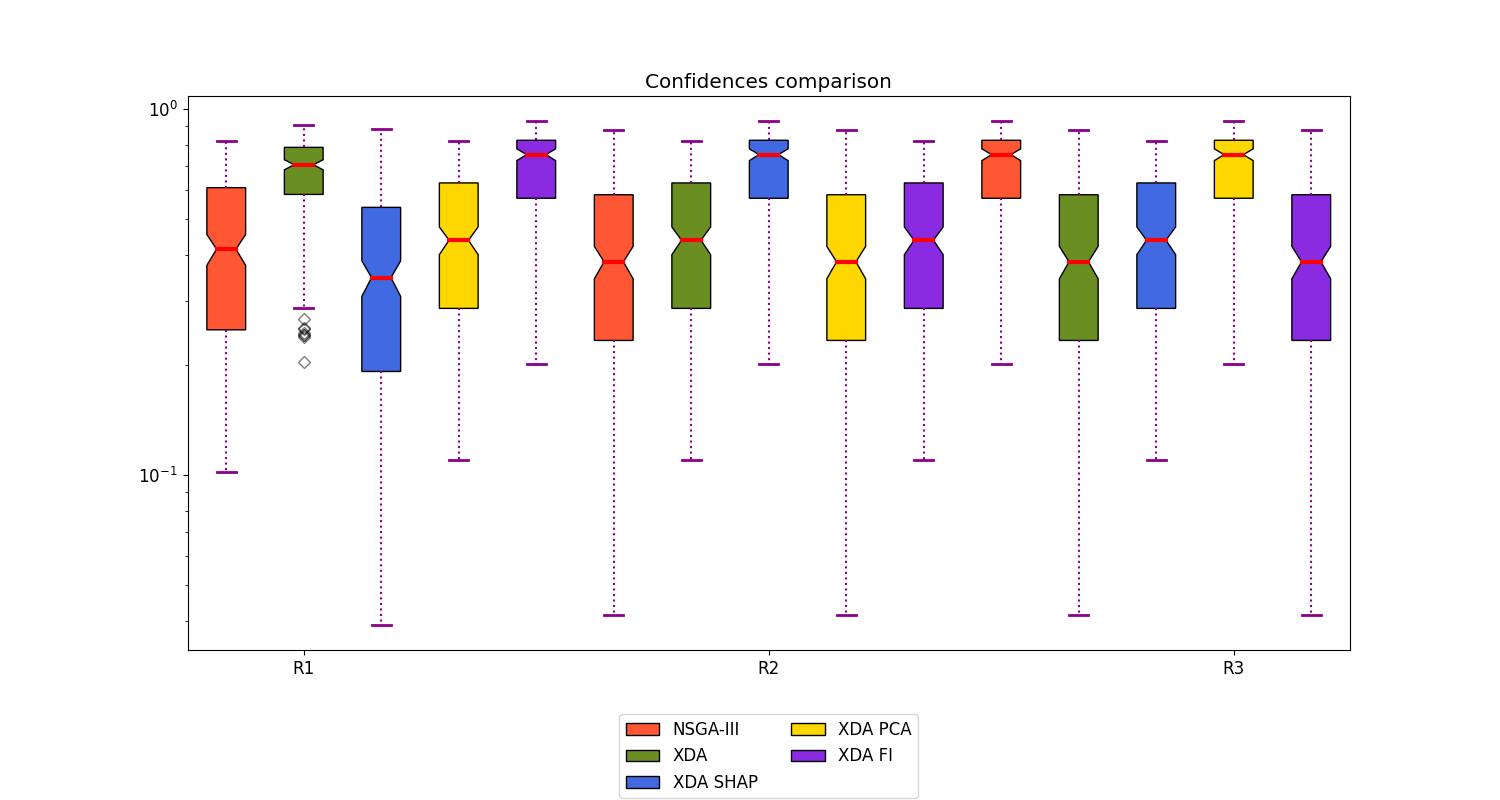 Confidences comparison
10⁰
10⁻¹
R1 R2 R3
NSGA-III XDA PCA
XDA XDA FI
XDA SHAP